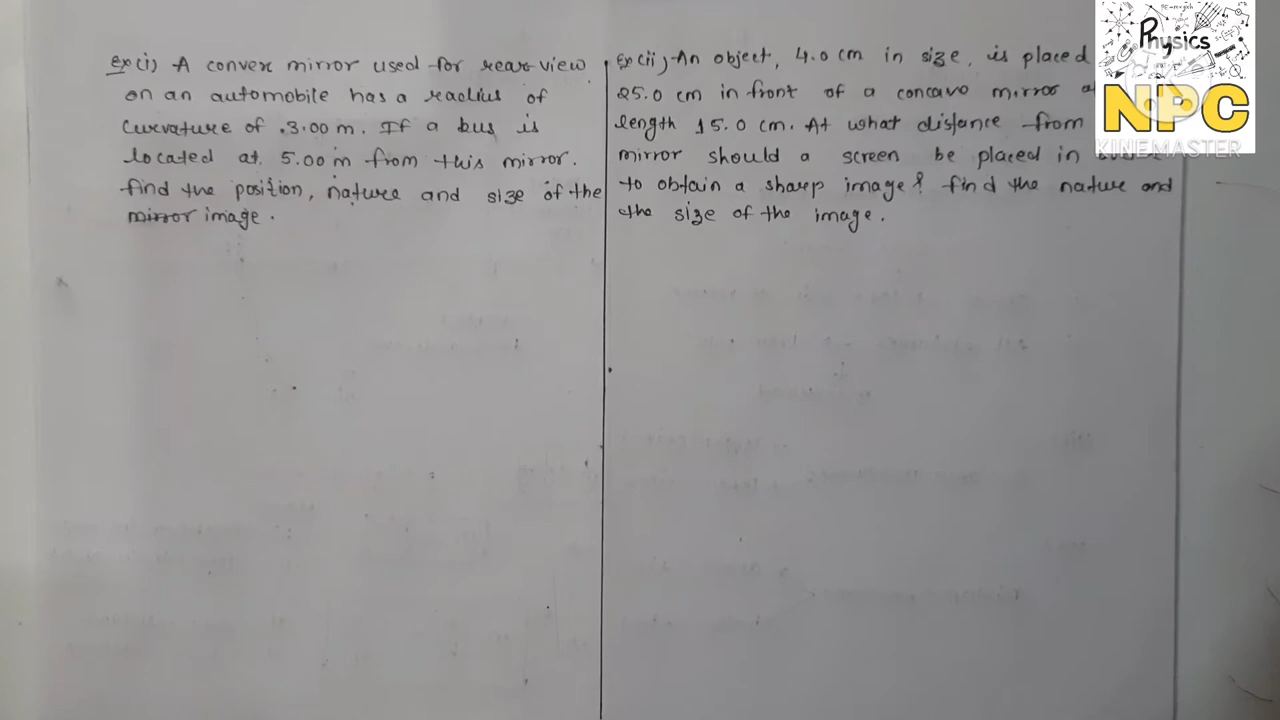 Ex(i) A convex mirror used for rear view
on an automobile has a radius of
Curvature of 3.00 m. If a bus is
located at 5.00 m from this mirror.
find the position, nature and size of the
mirror image.
Ex(ii) An object, 4.0 cm in size, is placed
25.0 cm in front of a concave mirror
length 15.0 cm. At what distance from
mirror should a screen be placed in
to obtain a sharp image? find the nature and
the size of the image.
Physics
NPC
KINEMASTER